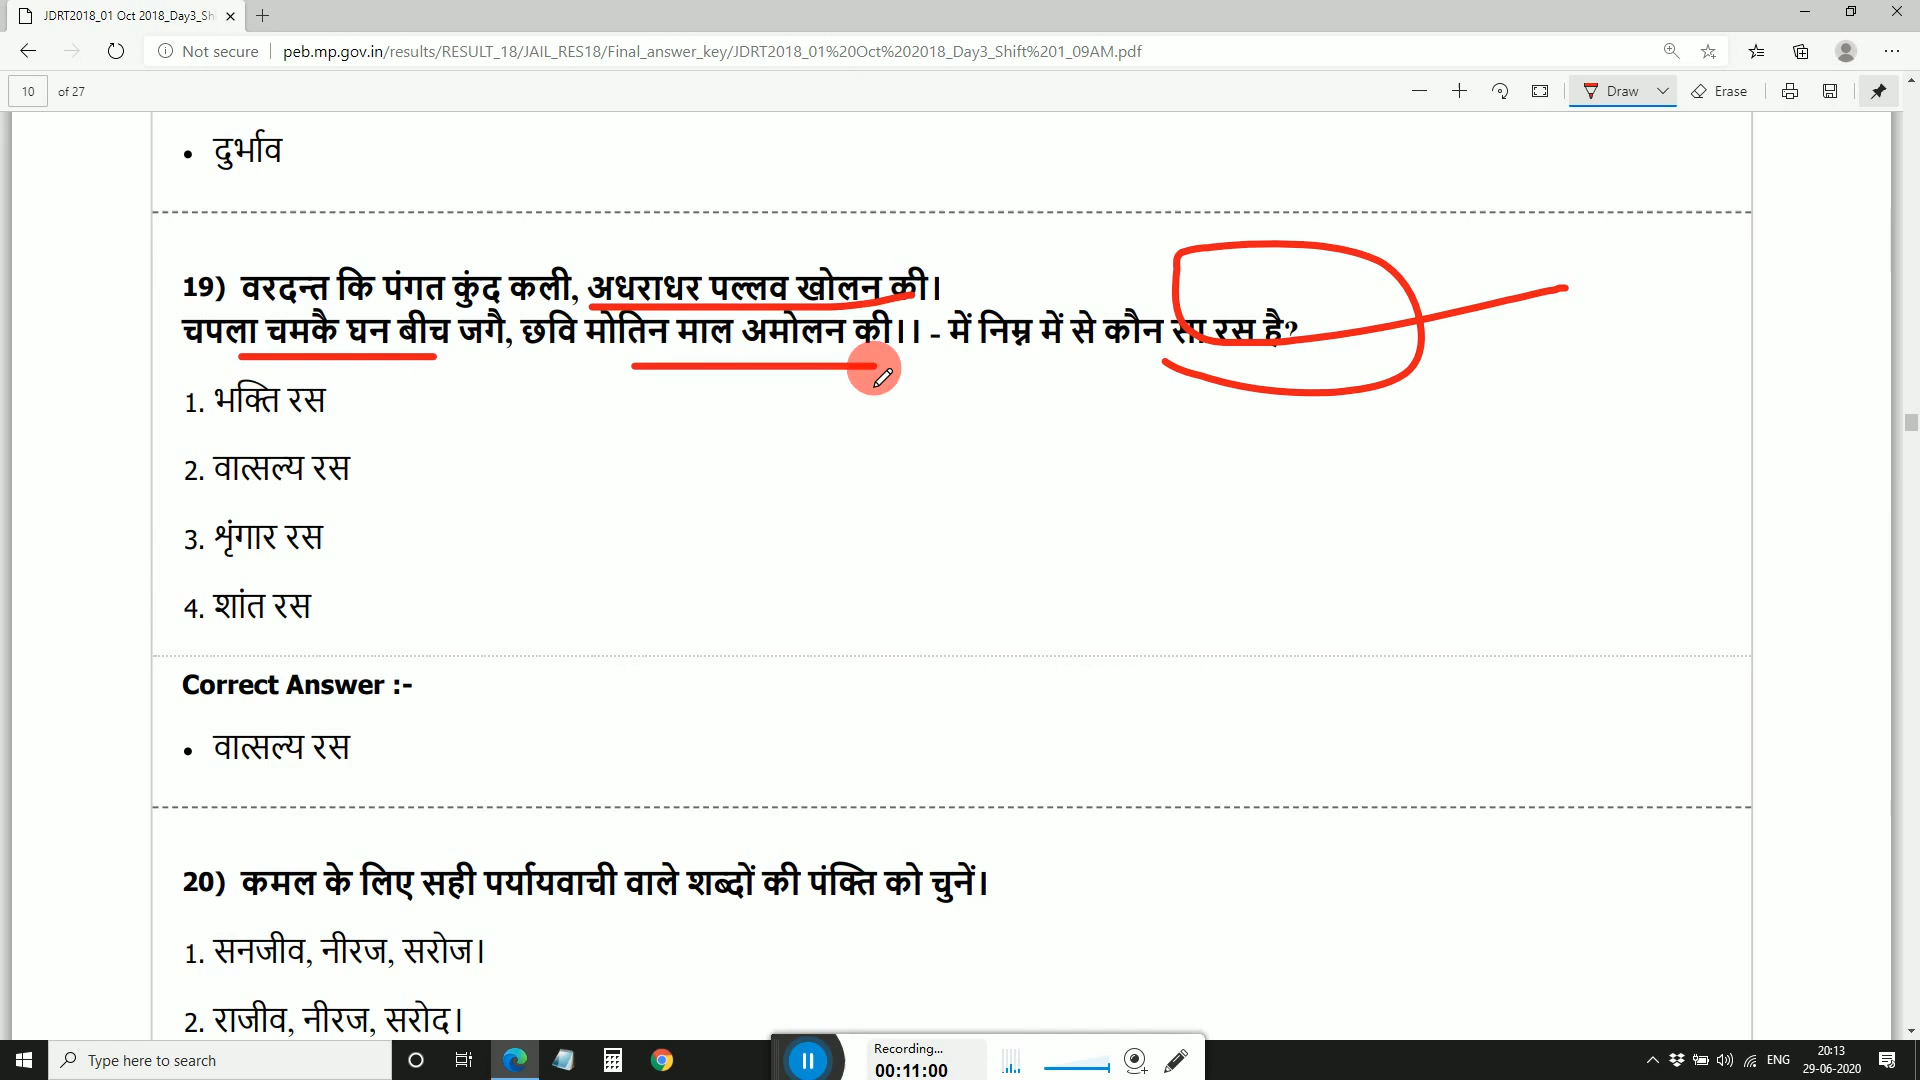 JDRT2018_01 Oct 2018_Day3_Shi
Not secure peb.mp.gov.in/results/RESULT_18/JAIL_RES18/Final_answer_key/JDRT2018_01%20Oct%202018_Day3_Shift%201_09AM.pdf
10 of 27 Draw Erase
• दुर्भाव
19) वरदन्त कि पंगत कुंद कली, अधराधर पल्लव खोलन की।
चपला चमकै घन बीच जगै, छवि मोतिन माल अमोलन की।। - में निम्न में से कौन सा रस है?
1. भक्ति रस
2. वात्सल्य रस
3. शृंगार रस
4. शांत रस
Correct Answer :-
• वात्सल्य रस
20) कमल के लिए सही पर्यायवाची वाले शब्दों की पंक्ति को चुनें।
1. सनजीव, नीरज, सरोज।
2. राजीव, नीरज, सरोद।
Type here to search
Recording...
00:11:00
ENG
20:13
29-06-2020